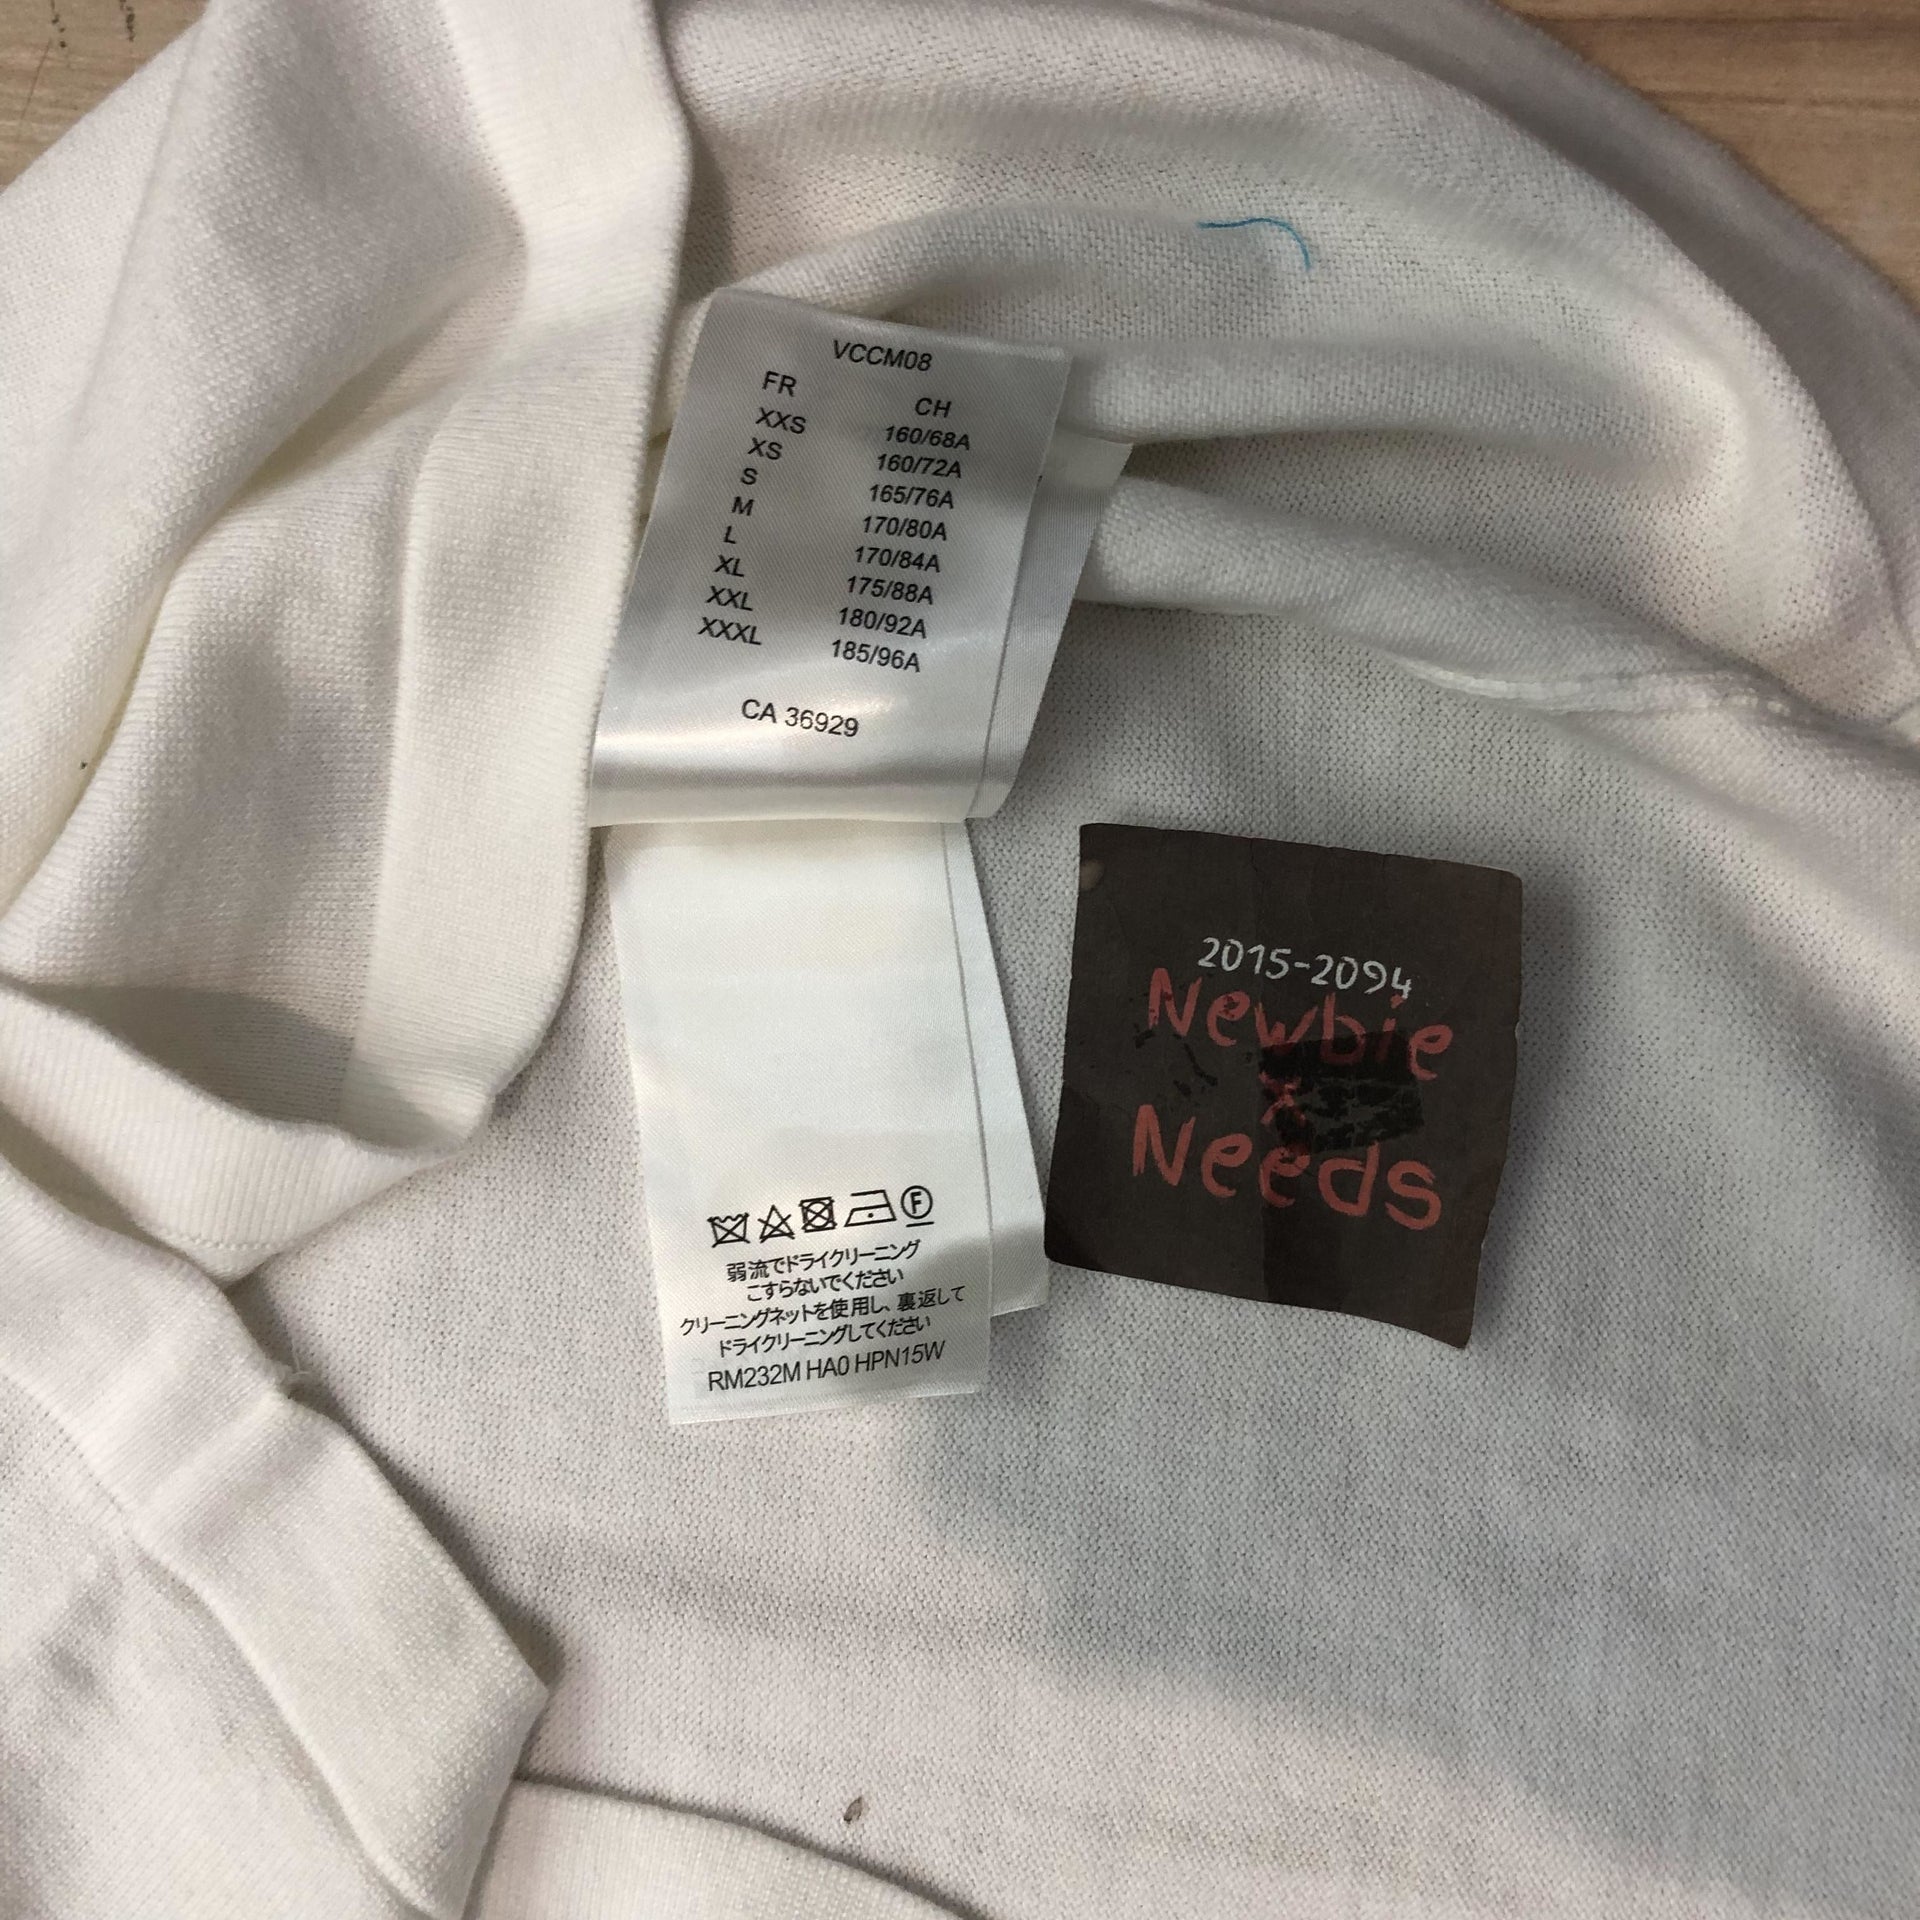 VCCM08
FR CH
XXS 160/68A
XS 160/72A
S 165/76A
M 170/80A
L 170/84A
XL 175/88A
XXL 180/92A
XXXL 185/96A
CA 36929
F
弱流でドライクリーニング
こすらないでください
クリーニングネットを使用し、裏返して
ドライクリーニングしてください
RM232M HA0 HPN15W
2015-2094
Newbie
x
Needs